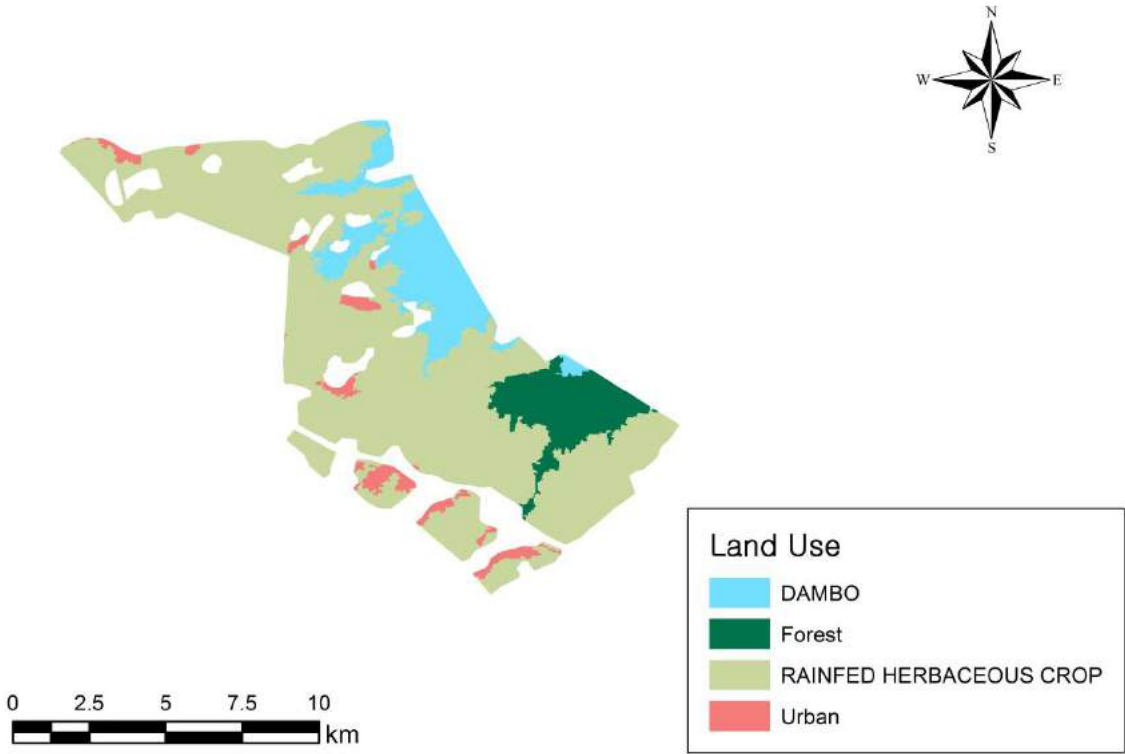 N
W E
S
Land Use
DAMBO
Forest
RAINFED HERBACEOUS CROP
Urban
0 2.5 5 7.5 10
km